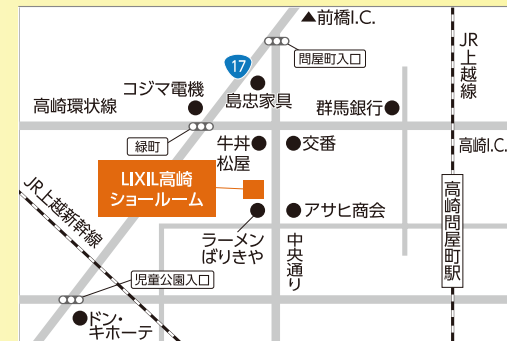 ▲前橋I.C.
17
問屋町入口
JR上越線
コジマ電機
島忠家具
高崎環状線
群馬銀行
緑町
牛丼
松屋
交番
高崎I.C.
LIXIL高崎
ショールーム
JR上越新幹線
高崎問屋町駅
アサヒ商会
ラーメン
ばりきや
中央通り
児童公園入口
ドン・
キホーテ